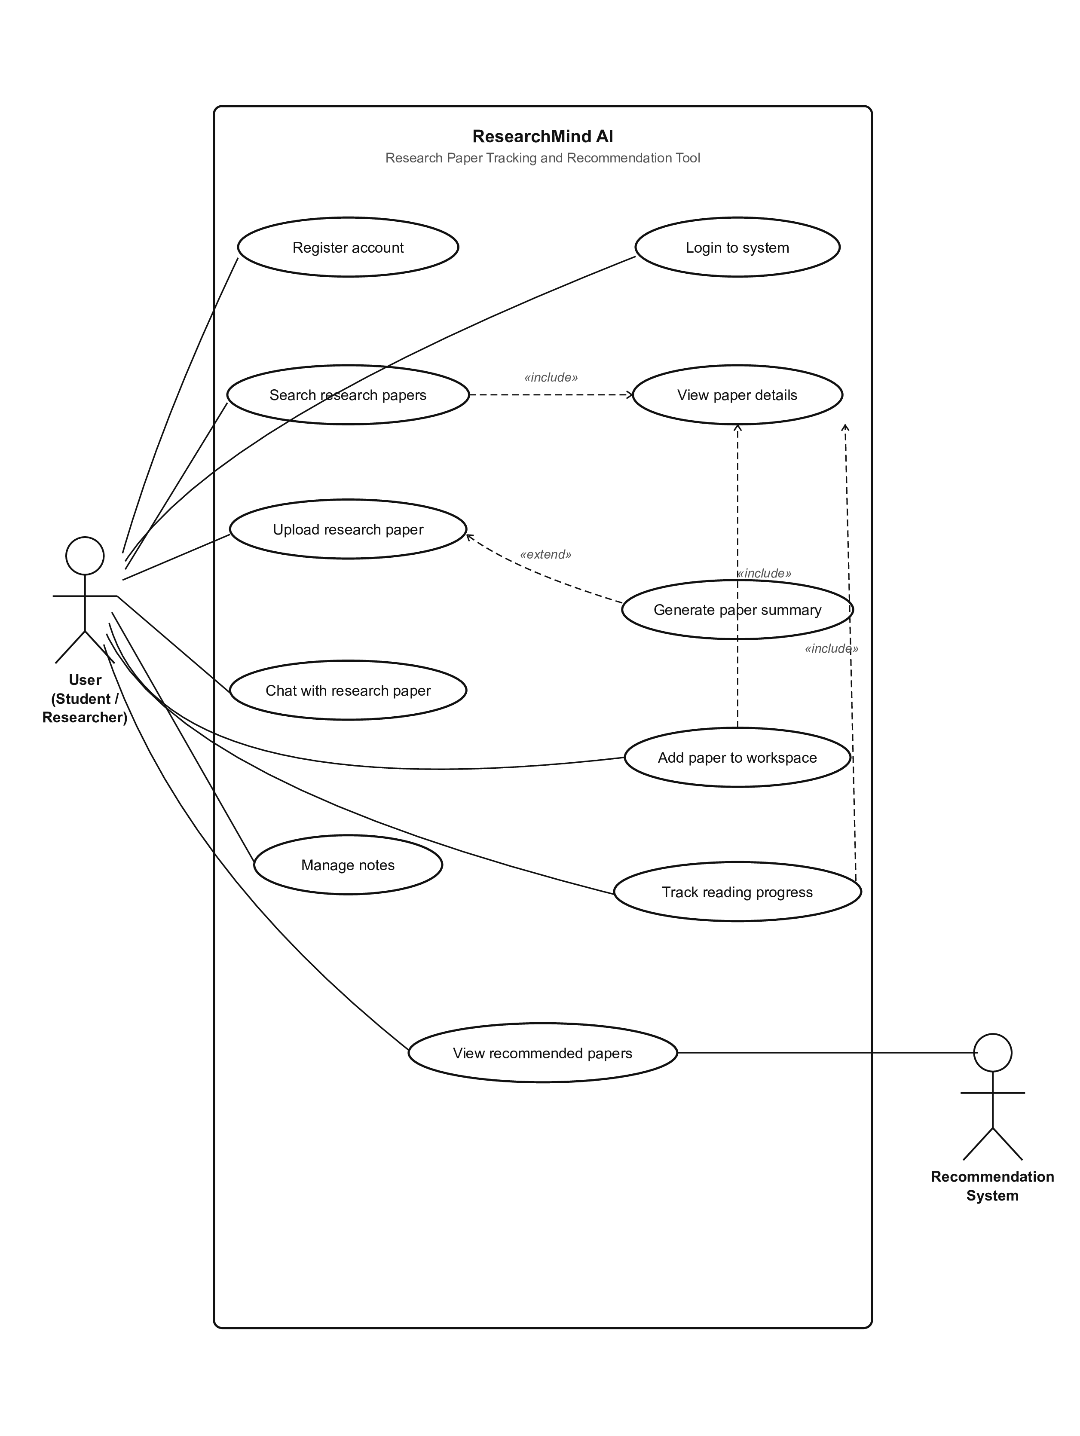 ResearchMind AI
Research Paper Tracking and Recommendation Tool
Register account
Login to system
Search research papers
«include»
View paper details
Upload research paper
«extend»
«include»
Generate paper summary
«include»
User
(Student /
Researcher)
Chat with research paper
Add paper to workspace
Manage notes
Track reading progress
View recommended papers
Recommendation
System